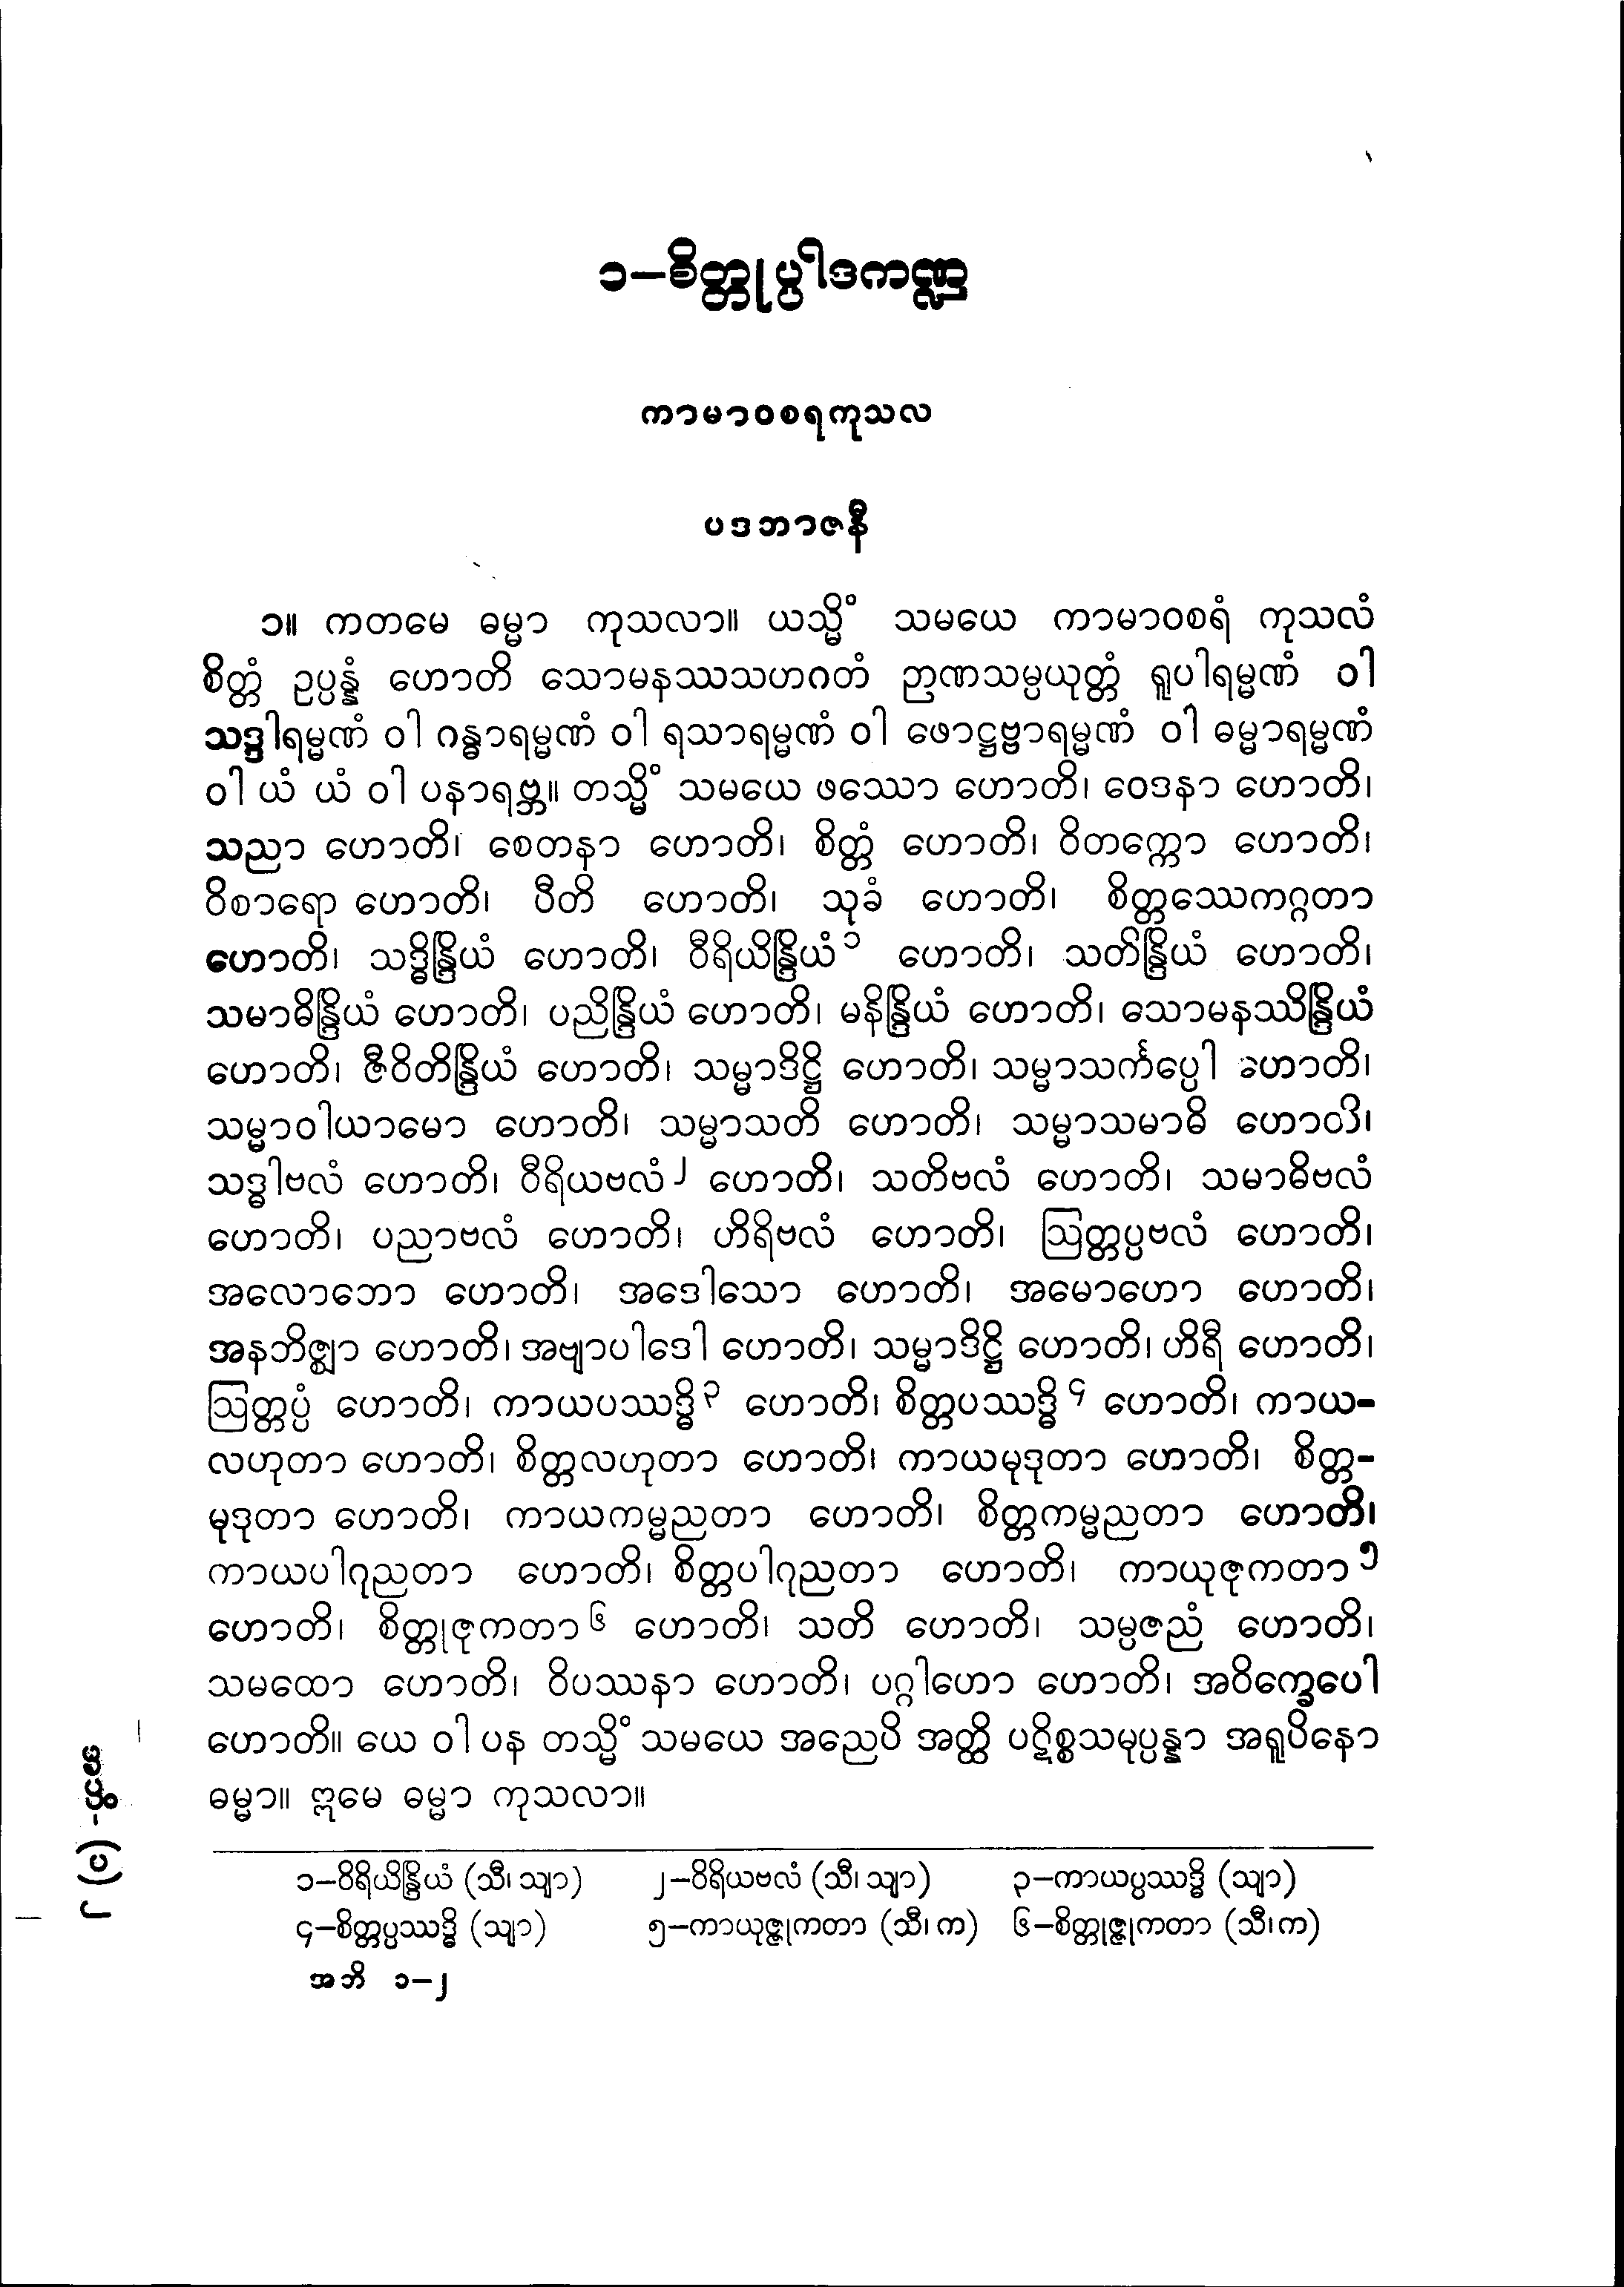 ၁–စိတ္တုပ္ပါဒကဏ္ဍ
ကာမာဝစရကုသလ
ပဒဘာဇနီ
၁။ ကတမေ ဓမ္မာ ကုသလာ။ ယသ္မိံ သမယေ ကာမာဝစရံ ကုသလံ
စိတ္တံ ဥပ္ပန္နံ ဟောတိ သောမနဿသဟဂတံ ဉာဏသမ္ပယုတ္တံ ရူပါရမ္မဏံ ဝါ
သဒ္ဒါရမ္မဏံ ဝါ ဂန္ဓာရမ္မဏံ ဝါ ရသာရမ္မဏံ ဝါ ဖောဋ္ဌဗ္ဗာရမ္မဏံ ဝါ ဓမ္မာရမ္မဏံ
ဝါ ယံ ယံ ဝါ ပနာရဗ္ဘ။ တသ္မိံ သမယေ ဖဿော ဟောတိ၊ ဝေဒနာ ဟောတိ၊
သညာ ဟောတိ၊ စေတနာ ဟောတိ၊ စိတ္တံ ဟောတိ၊ ဝိတက္ကော ဟောတိ၊
ဝိစာရော ဟောတိ၊ ပီတိ ဟောတိ၊ သုခံ ဟောတိ၊ စိတ္တဿေကဂ္ဂတာ
ဟောတိ၊ သဒ္ဓိန္ဒြိယံ ဟောတိ၊ ဝီရိယိန္ဒြိယံ၁ ဟောတိ၊ သတိန္ဒြိယံ ဟောတိ၊
သမာဓိန္ဒြိယံ ဟောတိ၊ ပညိန္ဒြိယံ ဟောတိ၊ မနိန္ဒြိယံ ဟောတိ၊ သောမနဿိန္ဒြိယံ
ဟောတိ၊ ဇီဝိတိန္ဒြိယံ ဟောတိ၊ သမ္မာဒိဋ္ဌိ ဟောတိ၊ သမ္မာသင်္ကပ္ပေါ ဟောတိ၊
သမ္မာဝါယာမော ဟောတိ၊ သမ္မာသတိ ဟောတိ၊ သမ္မာသမာဓိ ဟောတိ၊
သဒ္ဓါဗလံ ဟောတိ၊ ဝီရိယဗလံ၂ ဟောတိ၊ သတိဗလံ ဟောတိ၊ သမာဓိဗလံ
ဟောတိ၊ ပညာဗလံ ဟောတိ၊ ဟိရိဗလံ ဟောတိ၊ ဩတ္တပ္ပဗလံ ဟောတိ၊
အလောဘော ဟောတိ၊ အဒေါသော ဟောတိ၊ အမောဟော ဟောတိ၊
အနဘိဇ္ဈာ ဟောတိ၊ အဗျာပါဒေါ ဟောတိ၊ သမ္မာဒိဋ္ဌိ ဟောတိ၊ ဟိရီ ဟောတိ၊
ဩတ္တပ္ပံ ဟောတိ၊ ကာယပဿဒ္ဓိ၃ ဟောတိ၊ စိတ္တပဿဒ္ဓိ၄ ဟောတိ၊ ကာယ-
လဟုတာ ဟောတိ၊ စိတ္တလဟုတာ ဟောတိ၊ ကာယမုဒုတာ ဟောတိ၊ စိတ္တ-
မုဒုတာ ဟောတိ၊ ကာယကမ္မညတာ ဟောတိ၊ စိတ္တကမ္မညတာ ဟောတိ၊
ကာယပါဂုညတာ ဟောတိ၊ စိတ္တပါဂုညတာ ဟောတိ၊ ကာယုဇုကတာ၅
ဟောတိ၊ စိတ္တုဇုကတာ၆ ဟောတိ၊ သတိ ဟောတိ၊ သမ္ပဇညံ ဟောတိ၊
သမထော ဟောတိ၊ ဝိပဿနာ ဟောတိ၊ ပဂ္ဂါဟော ဟောတိ၊ အဝိက္ခေပေါ
ဟောတိ။ ယေ ဝါ ပန တသ္မိံ သမယေ အညေပိ အတ္ထိ ပဋိစ္စသမုပ္ပန္နာ အရူပိနော
ဓမ္မာ။ ဣမေ ဓမ္မာ ကုသလာ။
၁–ဝိရိယိန္ဒြိယံ (သီ၊ သျာ) ၂–ဝိရိယဗလံ (သီ၊ သျာ) ၃–ကာယပ္ပဿဒ္ဓိ (သျာ)
၄–စိတ္တပ္ပဿဒ္ဓိ (သျာ) ၅–ကာယုဇ္ဇုကတာ (သီ၊ က) ၆–စိတ္တုဇ္ဇုကတာ (သီ၊ က)
အဘိ ၁–၂